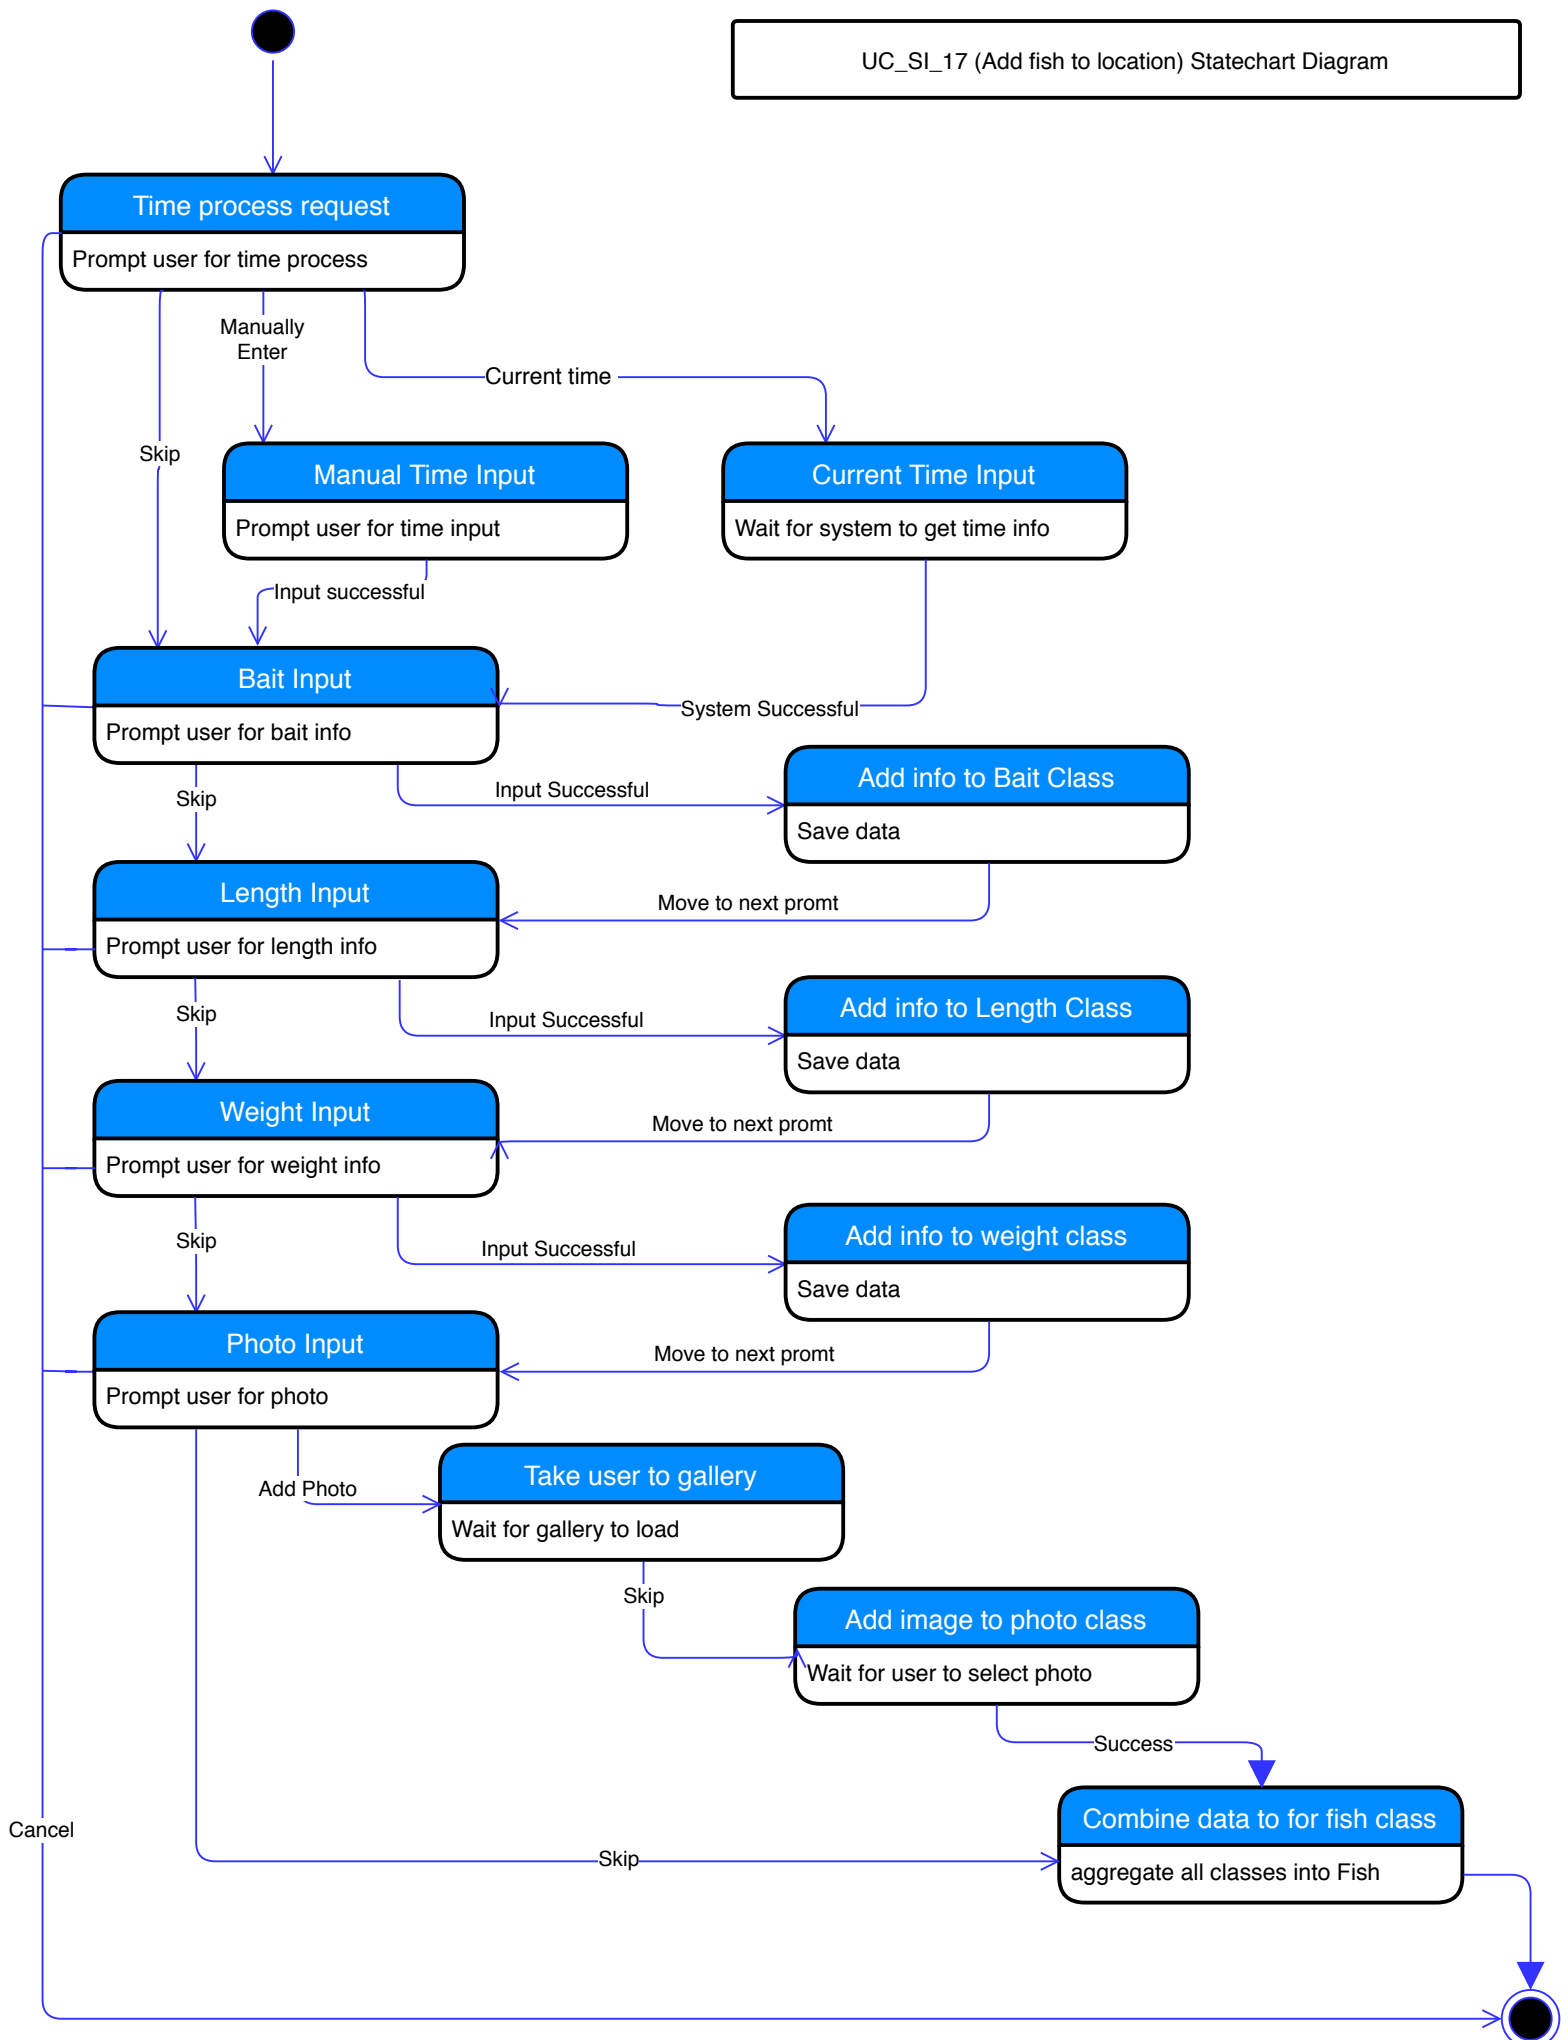 UC_SI_17 (Add fish to location) Statechart Diagram
Time process request
Prompt user for time process
Manually
Enter
Current time
Skip
Manual Time Input
Prompt user for time input
Current Time Input
Wait for system to get time info
Input successful
Bait Input
Prompt user for bait info
System Successful
Skip
Input Successful
Add info to Bait Class
Save data
Length Input
Prompt user for length info
Move to next promt
Skip
Input Successful
Add info to Length Class
Save data
Weight Input
Prompt user for weight info
Move to next promt
Skip
Input Successful
Add info to weight class
Save data
Photo Input
Prompt user for photo
Move to next promt
Add Photo
Take user to gallery
Wait for gallery to load
Skip
Add image to photo class
Wait for user to select photo
Success
Combine data to for fish class
aggregate all classes into Fish
Cancel
Skip